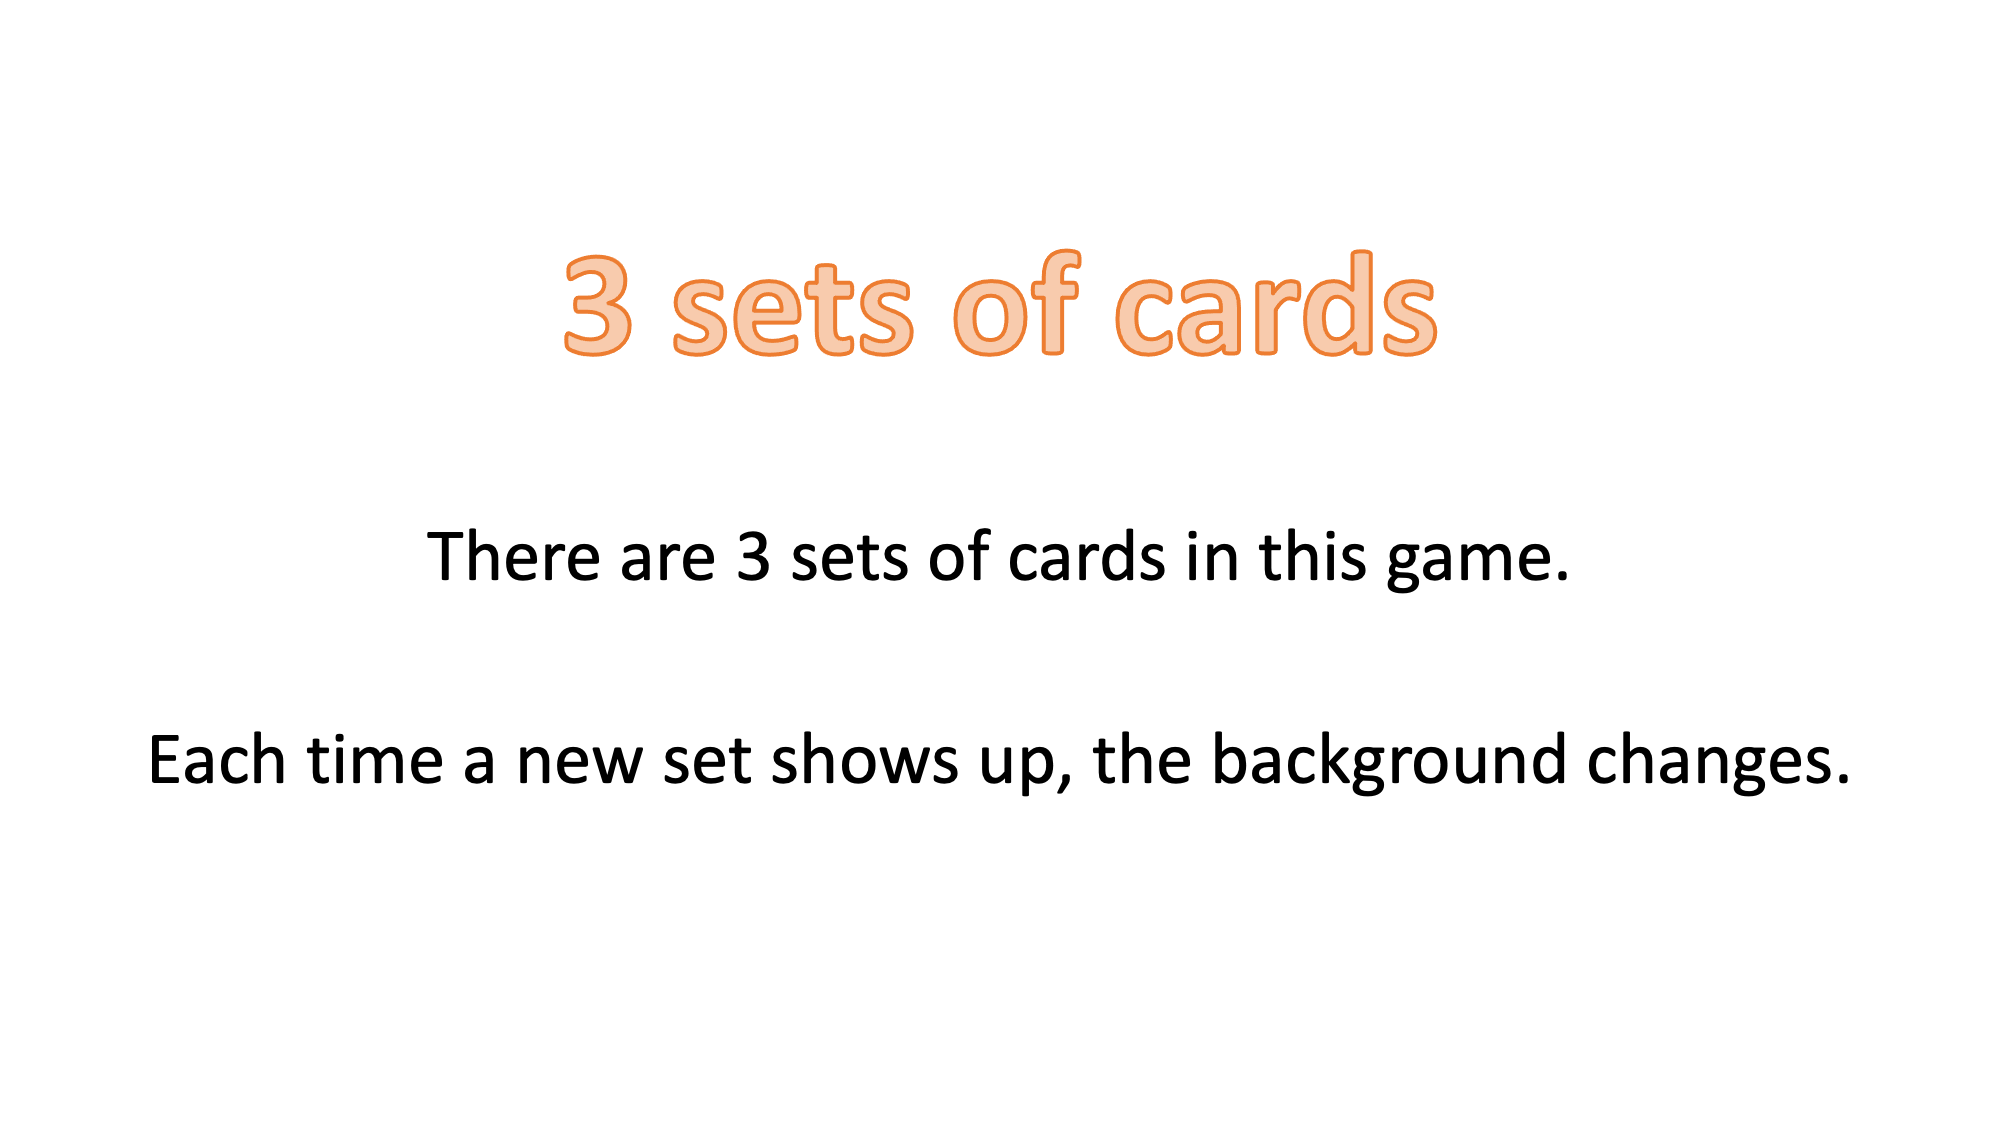 3 sets of cards
There are 3 sets of cards in this game.
Each time a new set shows up, the background changes.